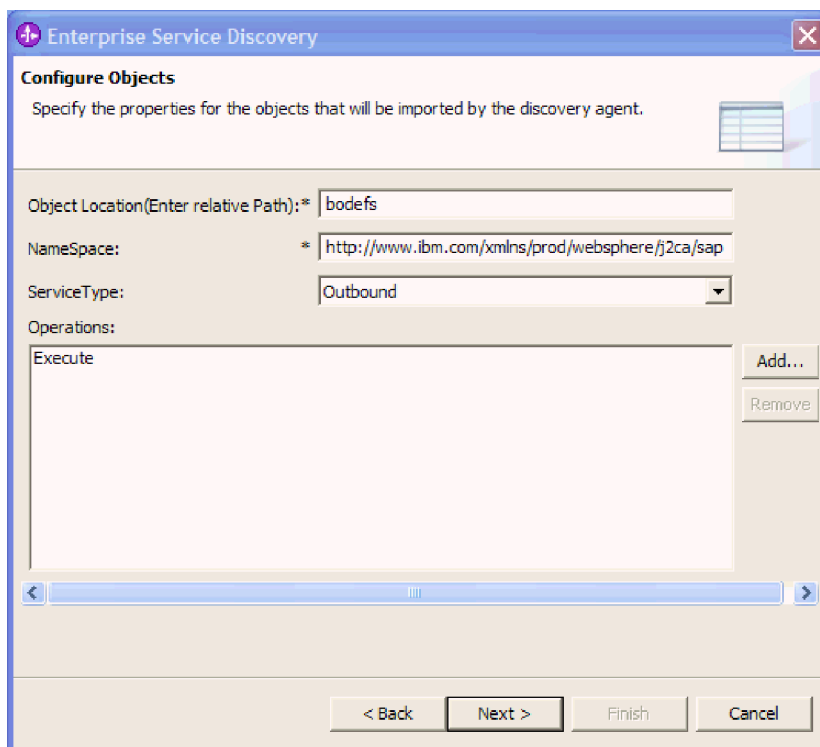 Enterprise Service Discovery
Configure Objects
Specify the properties for the objects that will be imported by the discovery agent.
Object Location(Enter relative Path):* bodefs
NameSpace: * http://www.ibm.com/xmlns/prod/websphere/j2ca/sap
ServiceType: Outbound
Operations:
Execute
Add...
Remove
< Back Next > Finish Cancel